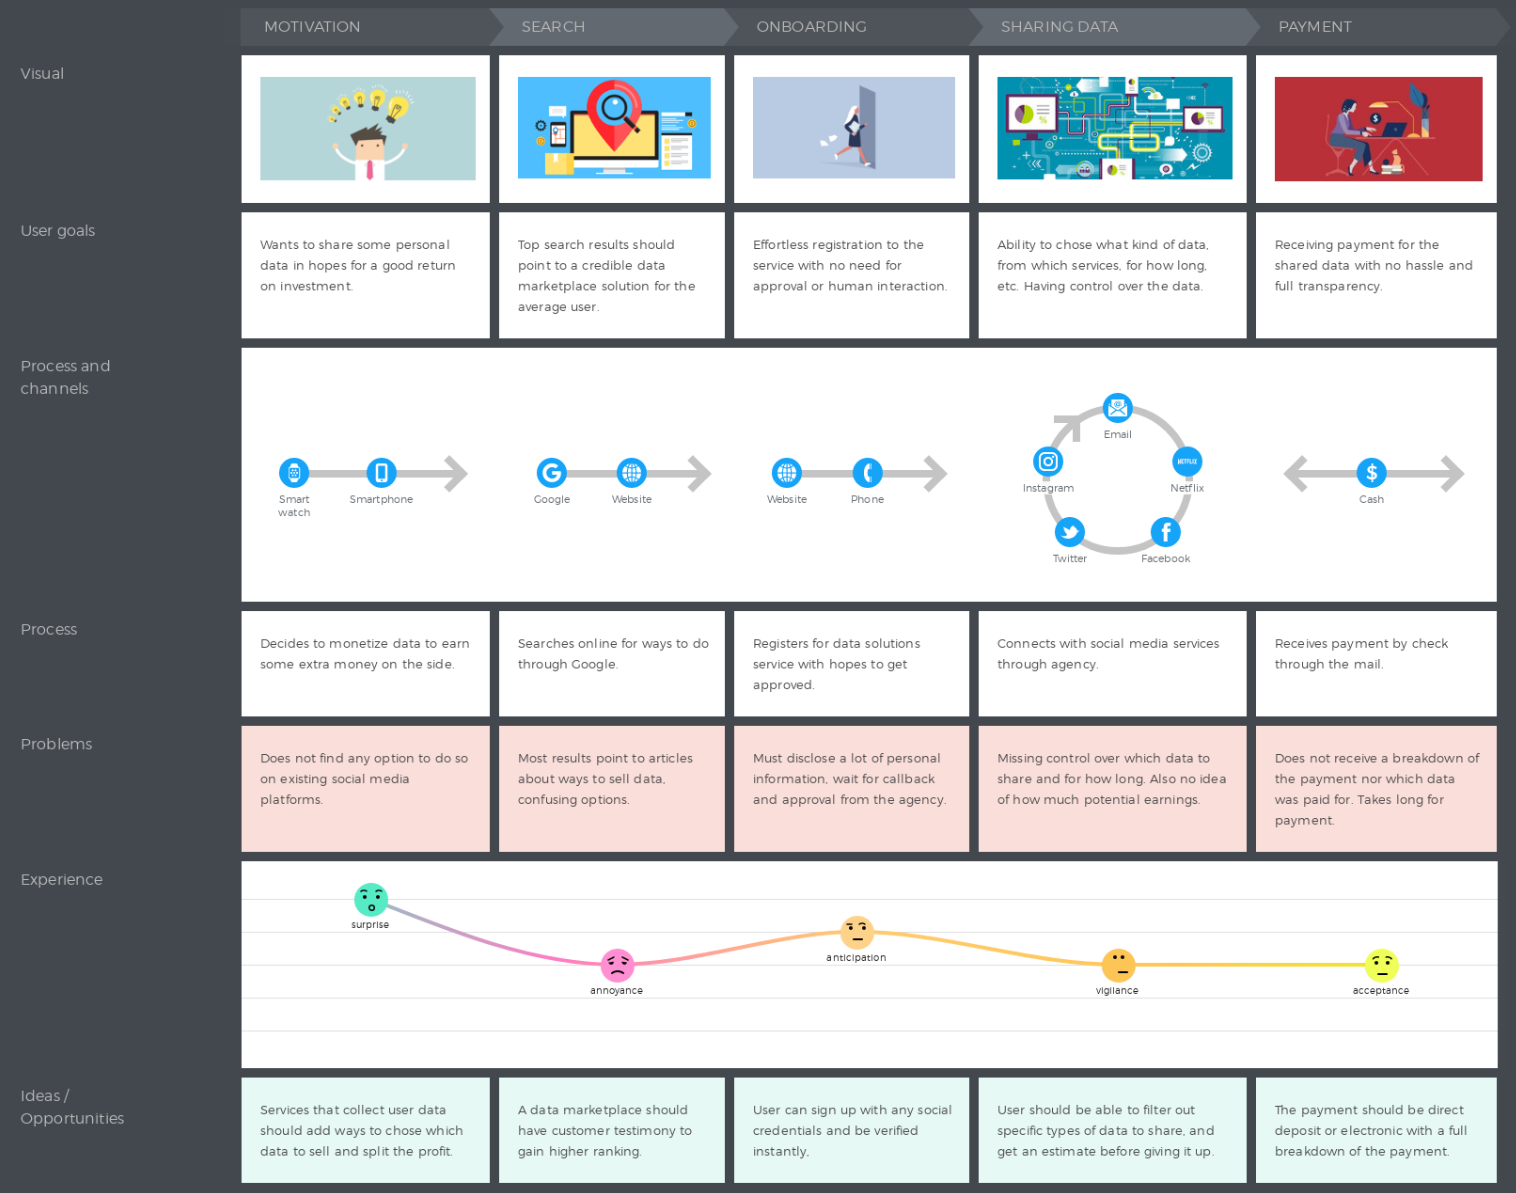 MOTIVATION
SEARCH
ONBOARDING
SHARING DATA
PAYMENT
Visual
User goals
Wants to share some personal
data in hopes for a good return
on investment.
Top search results should
point to a credible data
marketplace solution for the
average user.
Effortless registration to the
service with no need for
approval or human interaction.
Ability to chose what kind of data,
from which services, for how long,
etc. Having control over the data.
Receiving payment for the
shared data with no hassle and
full transparency.
Process and
channels
Smart
watch
Smartphone
Google
Website
Website
Phone
Email
Instagram
NETFLIX
Netflix
Twitter
Facebook
Cash
Process
Decides to monetize data to earn
some extra money on the side.
Searches online for ways to do
through Google.
Registers for data solutions
service with hopes to get
approved.
Connects with social media services
through agency.
Receives payment by check
through the mail.
Problems
Does not find any option to do so
on existing social media
platforms.
Most results point to articles
about ways to sell data,
confusing options.
Must disclose a lot of personal
information, wait for callback
and approval from the agency.
Missing control over which data to
share and for how long. Also no idea
of how much potential earnings.
Does not receive a breakdown of
the payment nor which data
was paid for. Takes long for
payment.
Experience
surprise
annoyance
anticipation
vigilance
acceptance
Ideas /
Opportunities
Services that collect user data
should add ways to chose which
data to sell and split the profit.
A data marketplace should
have customer testimony to
gain higher ranking.
User can sign up with any social
credentials and be verified
instantly,
User should be able to filter out
specific types of data to share, and
get an estimate before giving it up.
The payment should be direct
deposit or electronic with a full
breakdown of the payment.